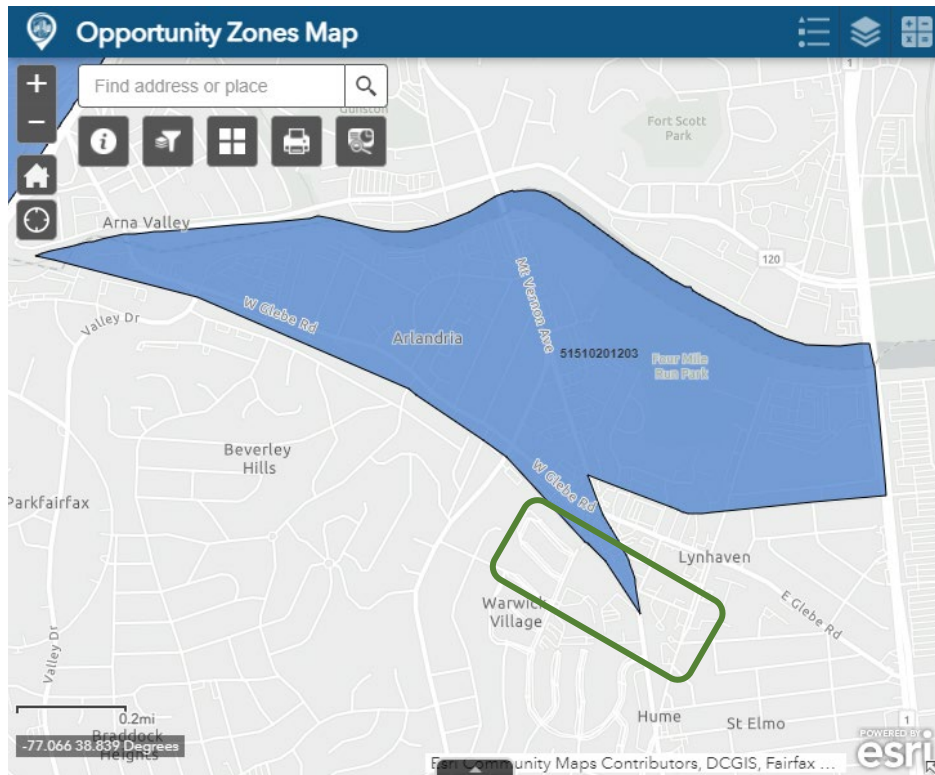 Opportunity Zones Map
+
Find address or place
−
Gunston
Fort Scott
Park
1
Arna Valley
120
Mt Vernon Ave
W Glebe Rd
Valley Dr
Arlandria
51510201203
Four Mile
Run Park
Beverley
Hills
W Glebe Rd
Parkfairfax
Lynhaven
Warwick
Village
E Glebe Rd
Valley Dr
0.2mi
Hume
St Elmo
1
Braddock
Heights
-77.066 38.839 Degrees
POWERED BY
esri
Esri Community Maps Contributors, DCGIS, Fairfax ...